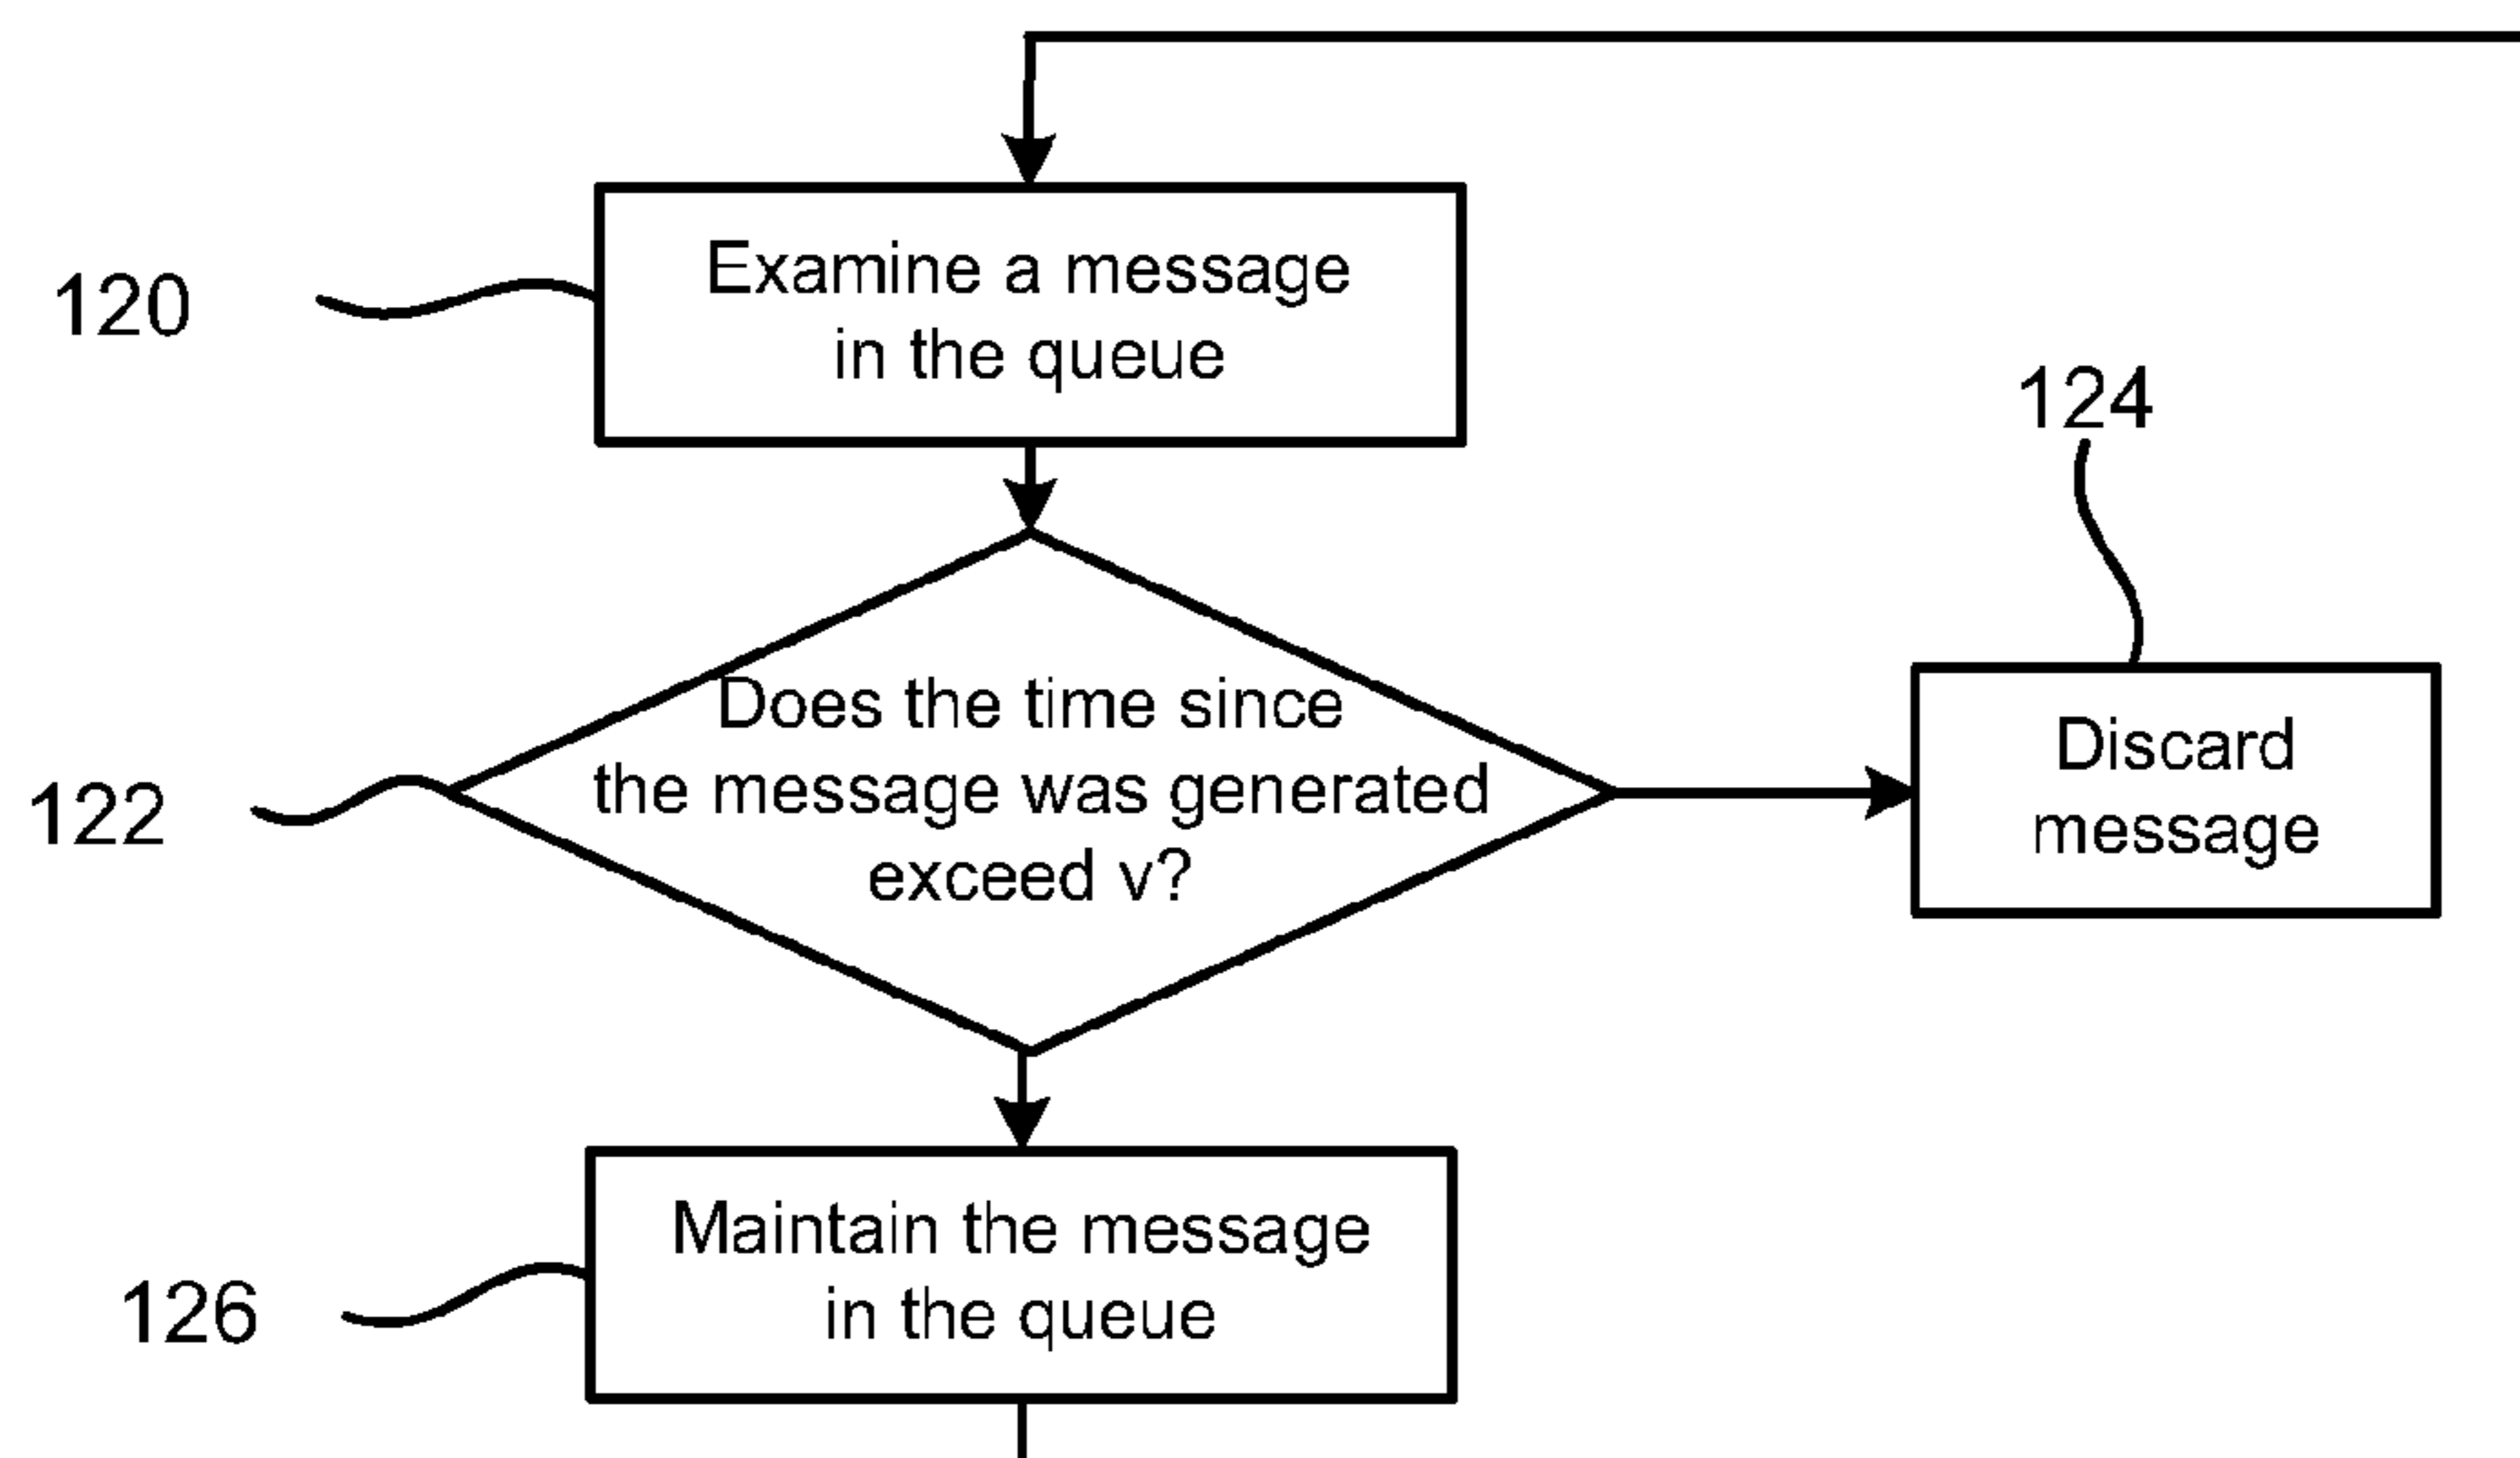 120
Examine a message
in the queue
124
122
Does the time since
the message was generated
exceed v?
Discard
message
126
Maintain the message
in the queue